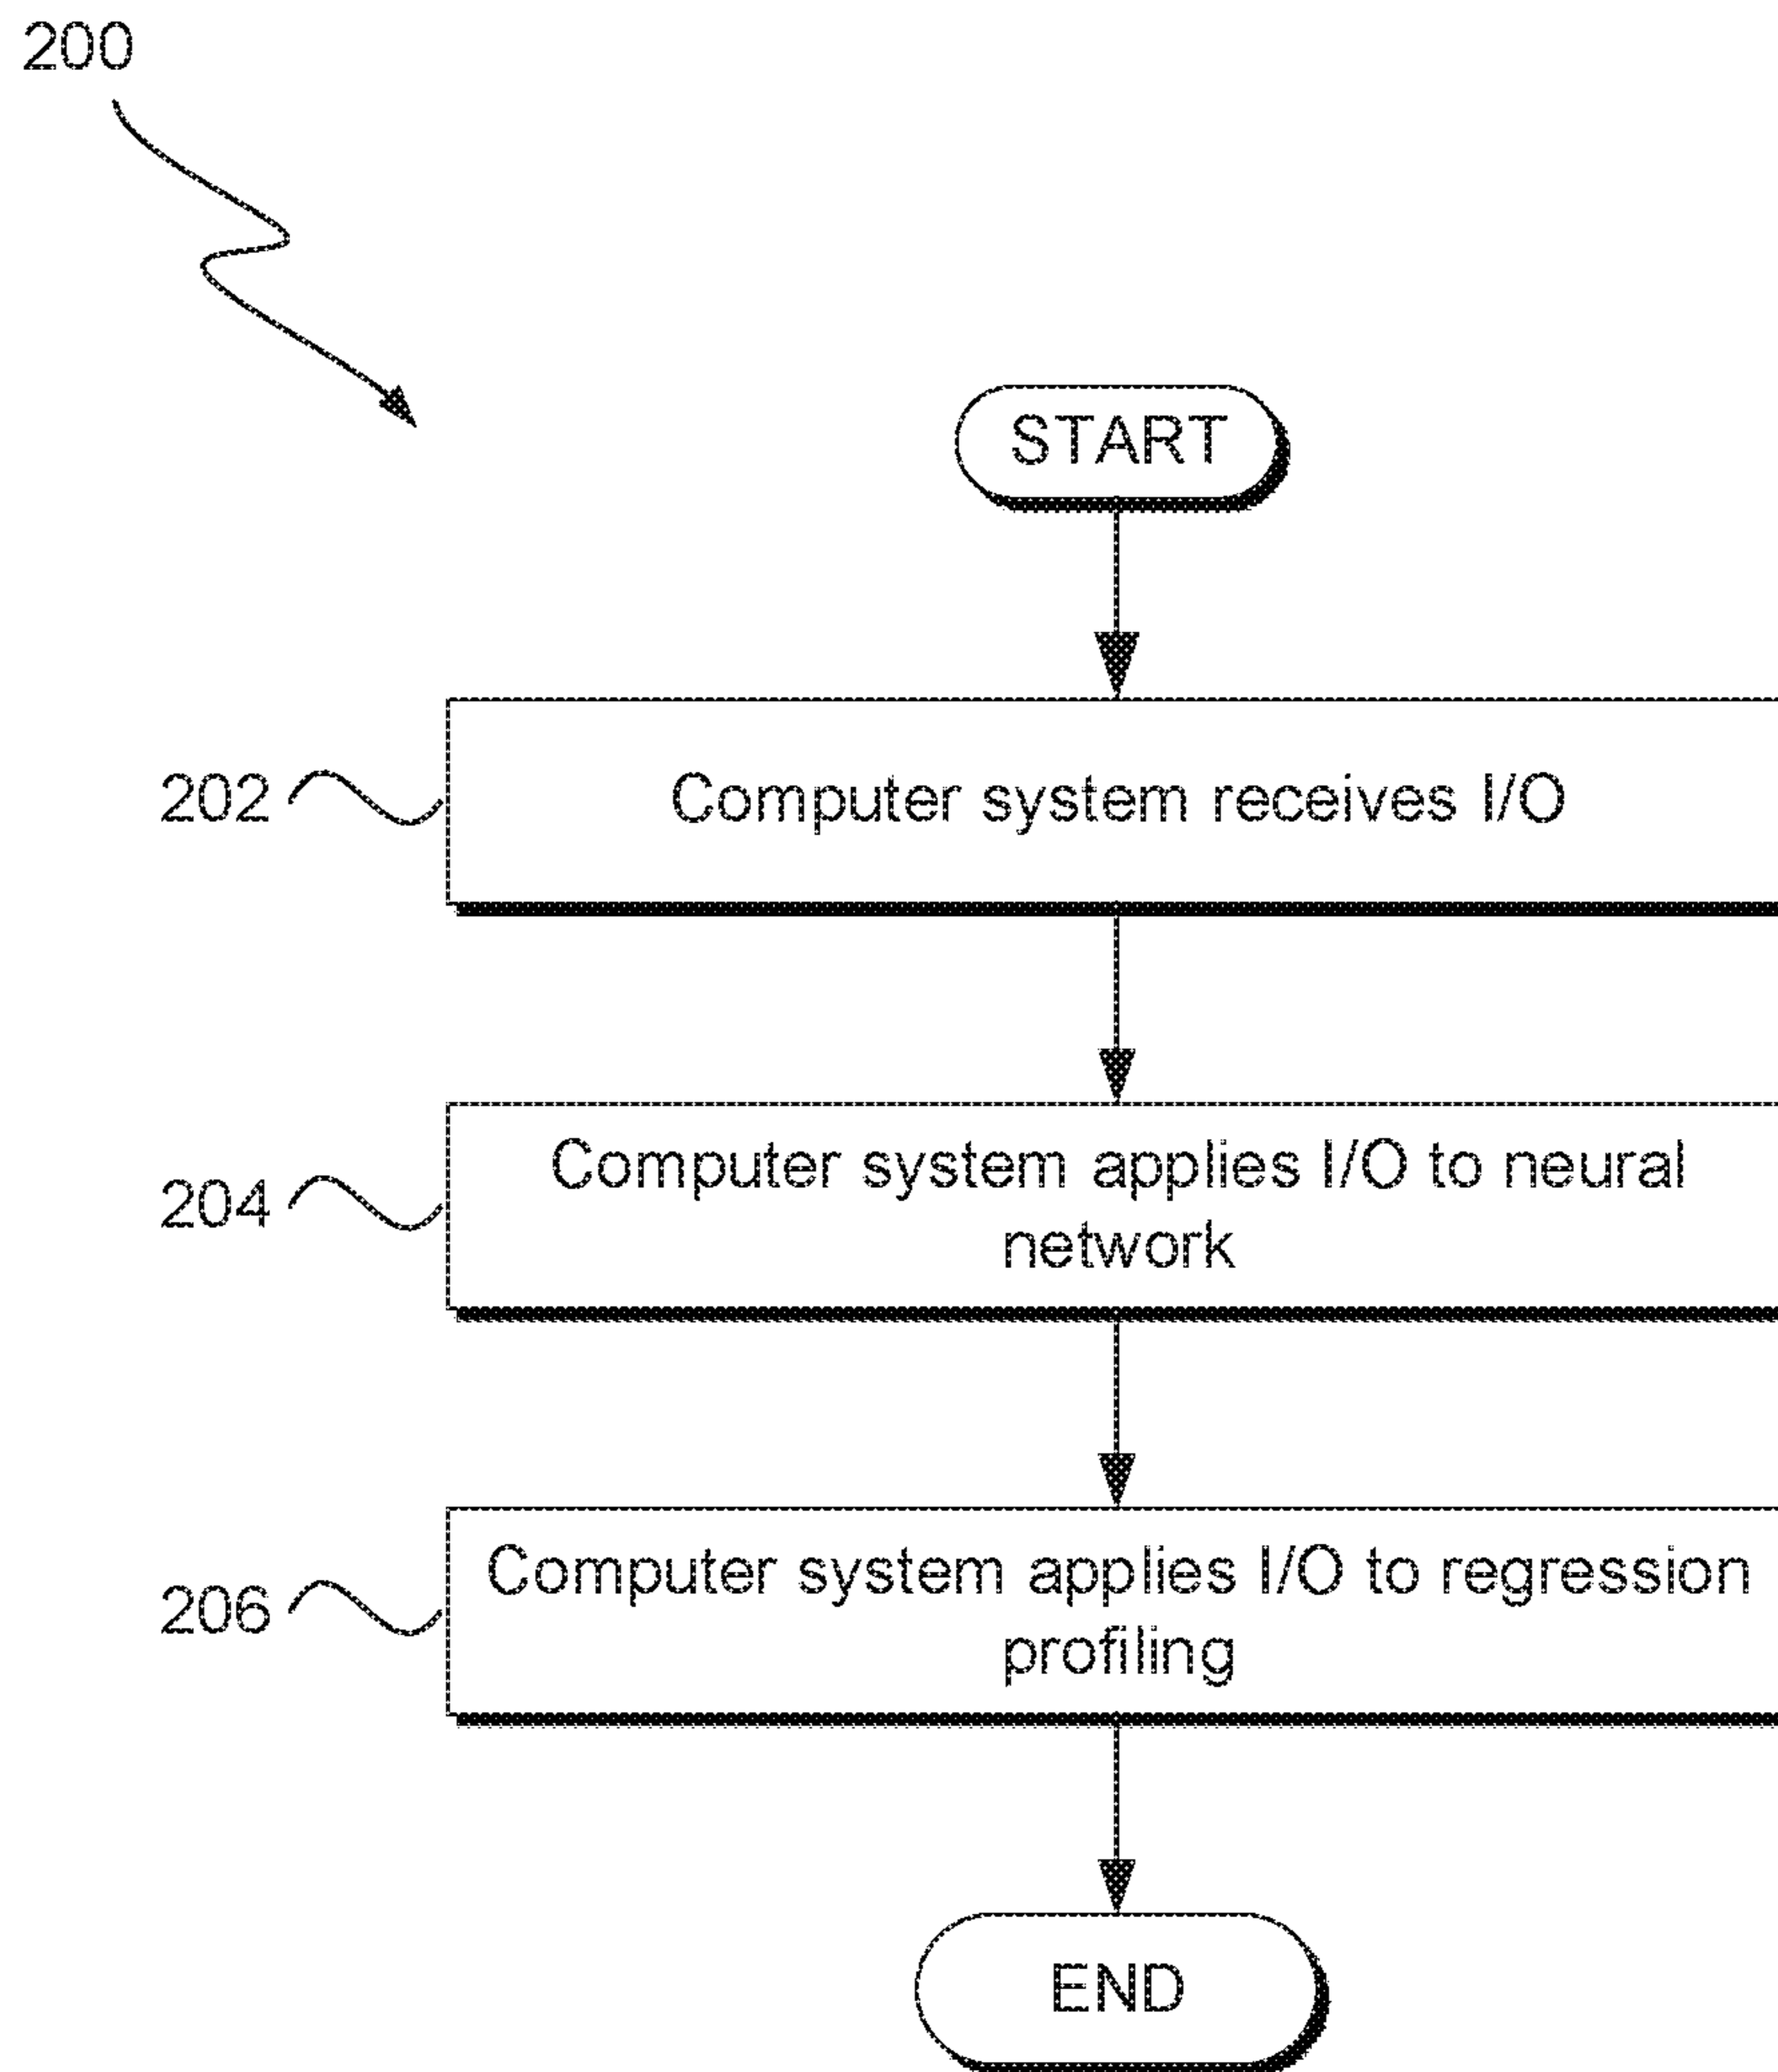 200
START
202
Computer system receives I/O
204
Computer system applies I/O to neural
network
206
Computer system applies I/O to regression
profiling
END